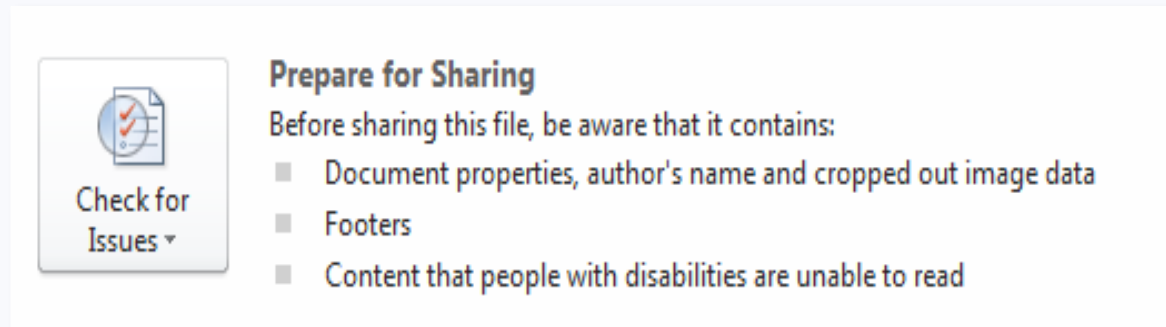 Prepare for Sharing
Before sharing this file, be aware that it contains:
Document properties, author's name and cropped out image data
Footers
Content that people with disabilities are unable to read
Check for
Issues